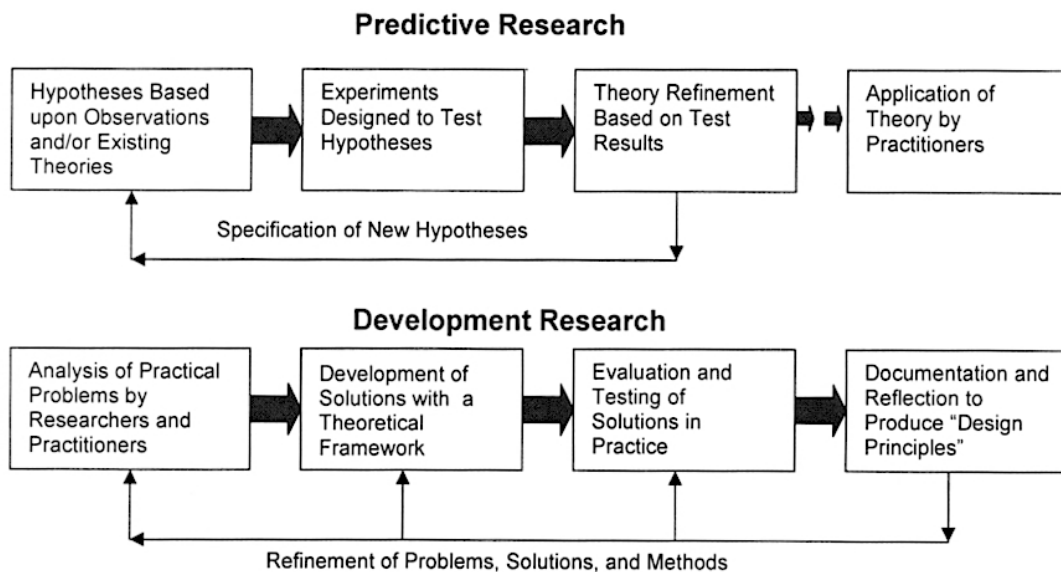 Predictive Research
Hypotheses Based
upon Observations
and/or Existing
Theories
Experiments
Designed to Test
Hypotheses
Theory Refinement
Based on Test
Results
Application of
Theory by
Practitioners
Specification of New Hypotheses
Development Research
Analysis of Practical
Problems by
Researchers and
Practitioners
Development of
Solutions with a
Theoretical
Framework
Evaluation and
Testing of
Solutions in
Practice
Documentation and
Reflection to
Produce “Design
Principles”
Refinement of Problems, Solutions, and Methods